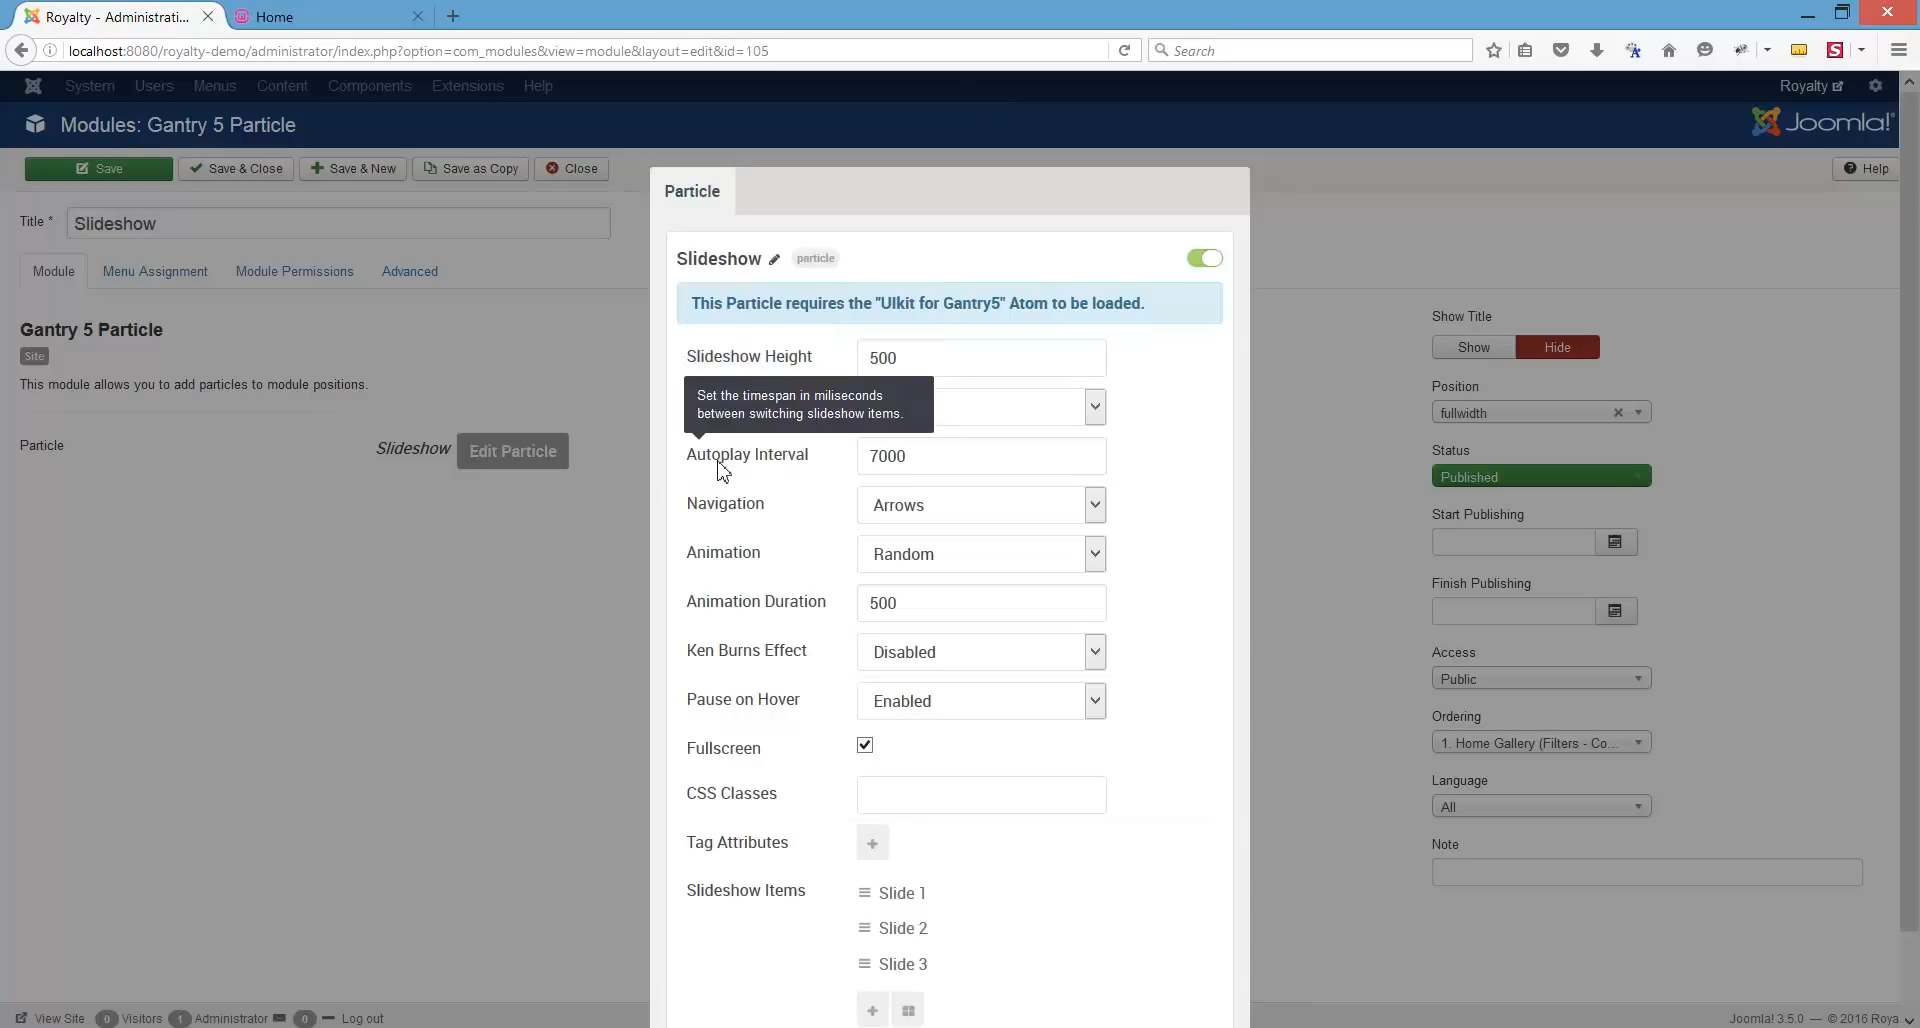 Royalty - Administrati...
Home
localhost:8080/royalty-demo/administrator/index.php?option=com_modules&view=module&layout=edit&id=105
Search
System Users Menus Content Components Extensions Help
Royalty
Modules: Gantry 5 Particle
Joomla!
Save
Save & Close
Save & New
Save as Copy
Close
Help
Title *
Slideshow
Module
Menu Assignment
Module Permissions
Advanced
Gantry 5 Particle
Site
This module allows you to add particles to module positions.
Particle
Slideshow
Edit Particle
Particle
Slideshow
particle
This Particle requires the "UIkit for Gantry5" Atom to be loaded.
Slideshow Height
500
Set the timespan in miliseconds
between switching slideshow items.
Autoplay Interval
7000
Navigation
Arrows
Animation
Random
Animation Duration
500
Ken Burns Effect
Disabled
Pause on Hover
Enabled
Fullscreen
CSS Classes
Tag Attributes
Slideshow Items
Slide 1
Slide 2
Slide 3
Show Title
Show
Hide
Position
fullwidth
Status
Published
Start Publishing
Finish Publishing
Access
Public
Ordering
1. Home Gallery (Filters - Co...
Language
All
Note
View Site
0 Visitors
1 Administrator
0
Log out
Joomla! 3.5.0 — © 2016 Roya